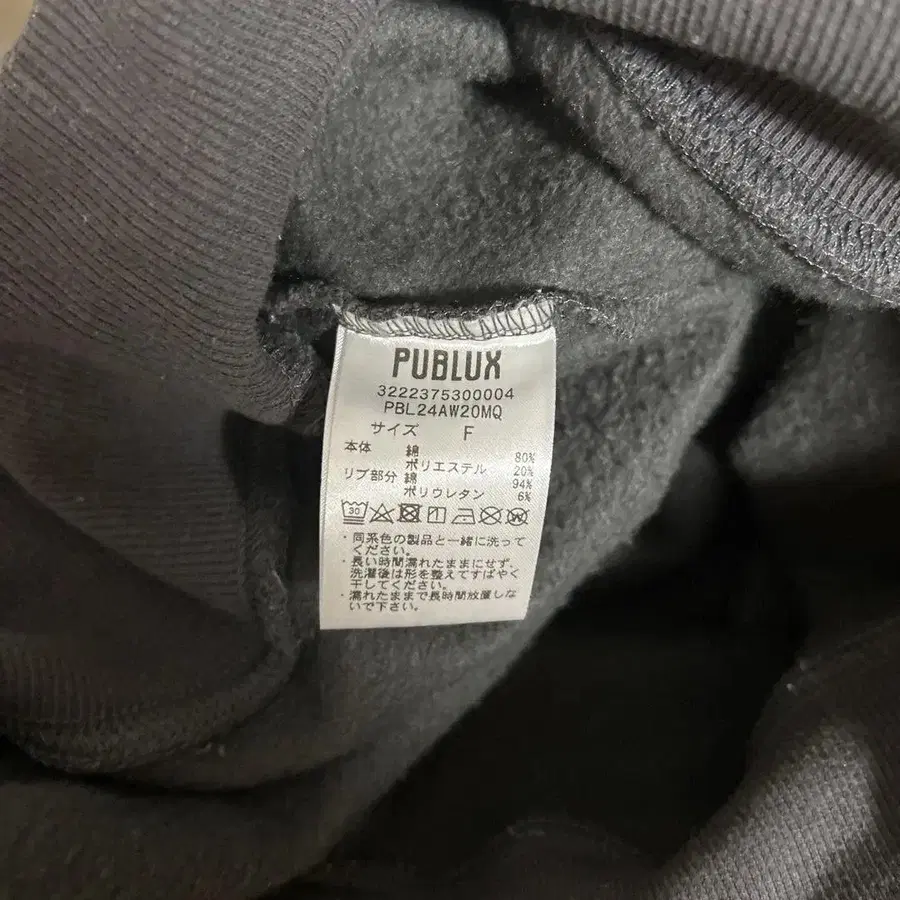 PUBLUX
3222375300004
PBL24AW20MQ
サイズ F
本体 綿 80%
ポリエステル 20%
リブ部分 綿 94%
ポリウレタン 6%
30
・同系色の製品と一緒に洗って
ください。
・長い時間濡れたままにせず、
洗濯後は形を整えてすばやく
干してください。
・濡れたままで長時間放置しな
いで下さい。